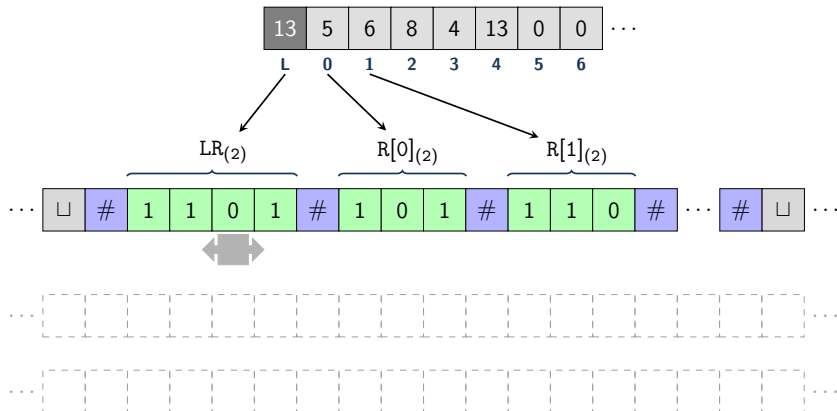 13 5 6 8 4 13 0 0 ···
L 0 1 2 3 4 5 6
LR(2) R[0](2) R[1](2)
··· ⊔ # 1 1 0 1 # 1 0 1 # 1 1 0 # ··· # ⊔ ···
··· ···
··· ···